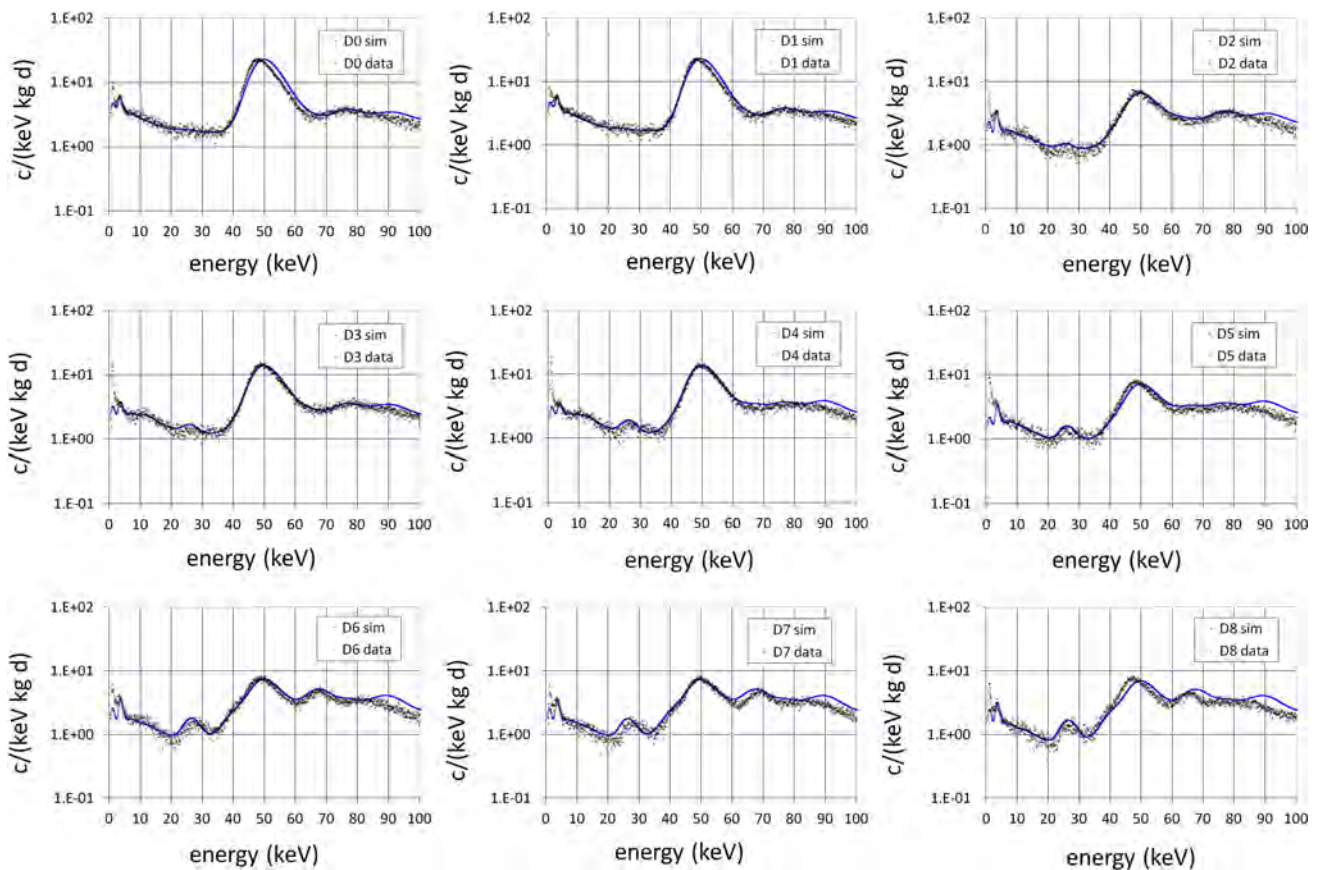 1.E+02
1.E+01
1.E+00
1.E-01
c/(keV kg d)
D0 sim
D0 data
0 10 20 30 40 50 60 70 80 90 100
energy (keV)
1.E+02
1.E+01
1.E+00
1.E-01
c/(keV kg d)
D1 sim
D1 data
0 10 20 30 40 50 60 70 80 90 100
energy (keV)
1.E+02
1.E+01
1.E+00
1.E-01
c/(keV kg d)
D2 sim
D2 data
0 10 20 30 40 50 60 70 80 90 100
energy (keV)
1.E+02
1.E+01
1.E+00
1.E-01
c/(keV kg d)
D3 sim
D3 data
0 10 20 30 40 50 60 70 80 90 100
energy (keV)
1.E+02
1.E+01
1.E+00
1.E-01
c/(keV kg d)
D4 sim
D4 data
0 10 20 30 40 50 60 70 80 90 100
energy (keV)
1.E+02
1.E+01
1.E+00
1.E-01
c/(keV kg d)
D5 sim
D5 data
0 10 20 30 40 50 60 70 80 90 100
energy (keV)
1.E+02
1.E+01
1.E+00
1.E-01
c/(keV kg d)
D6 sim
D6 data
0 10 20 30 40 50 60 70 80 90 100
energy (keV)
1.E+02
1.E+01
1.E+00
1.E-01
c/(keV kg d)
D7 sim
D7 data
0 10 20 30 40 50 60 70 80 90 100
energy (keV)
1.E+02
1.E+01
1.E+00
1.E-01
c/(keV kg d)
D8 sim
D8 data
0 10 20 30 40 50 60 70 80 90 100
energy (keV)